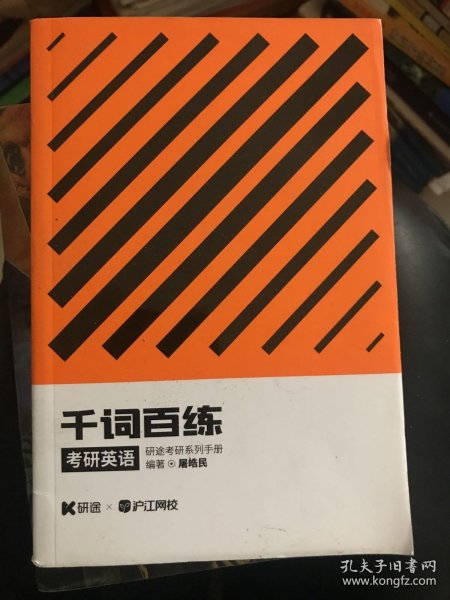 千词百练
考研英语
研途考研系列手册
编著 屠皓民
研途 × 沪江网校
孔夫子旧书网
www.kongfz.com